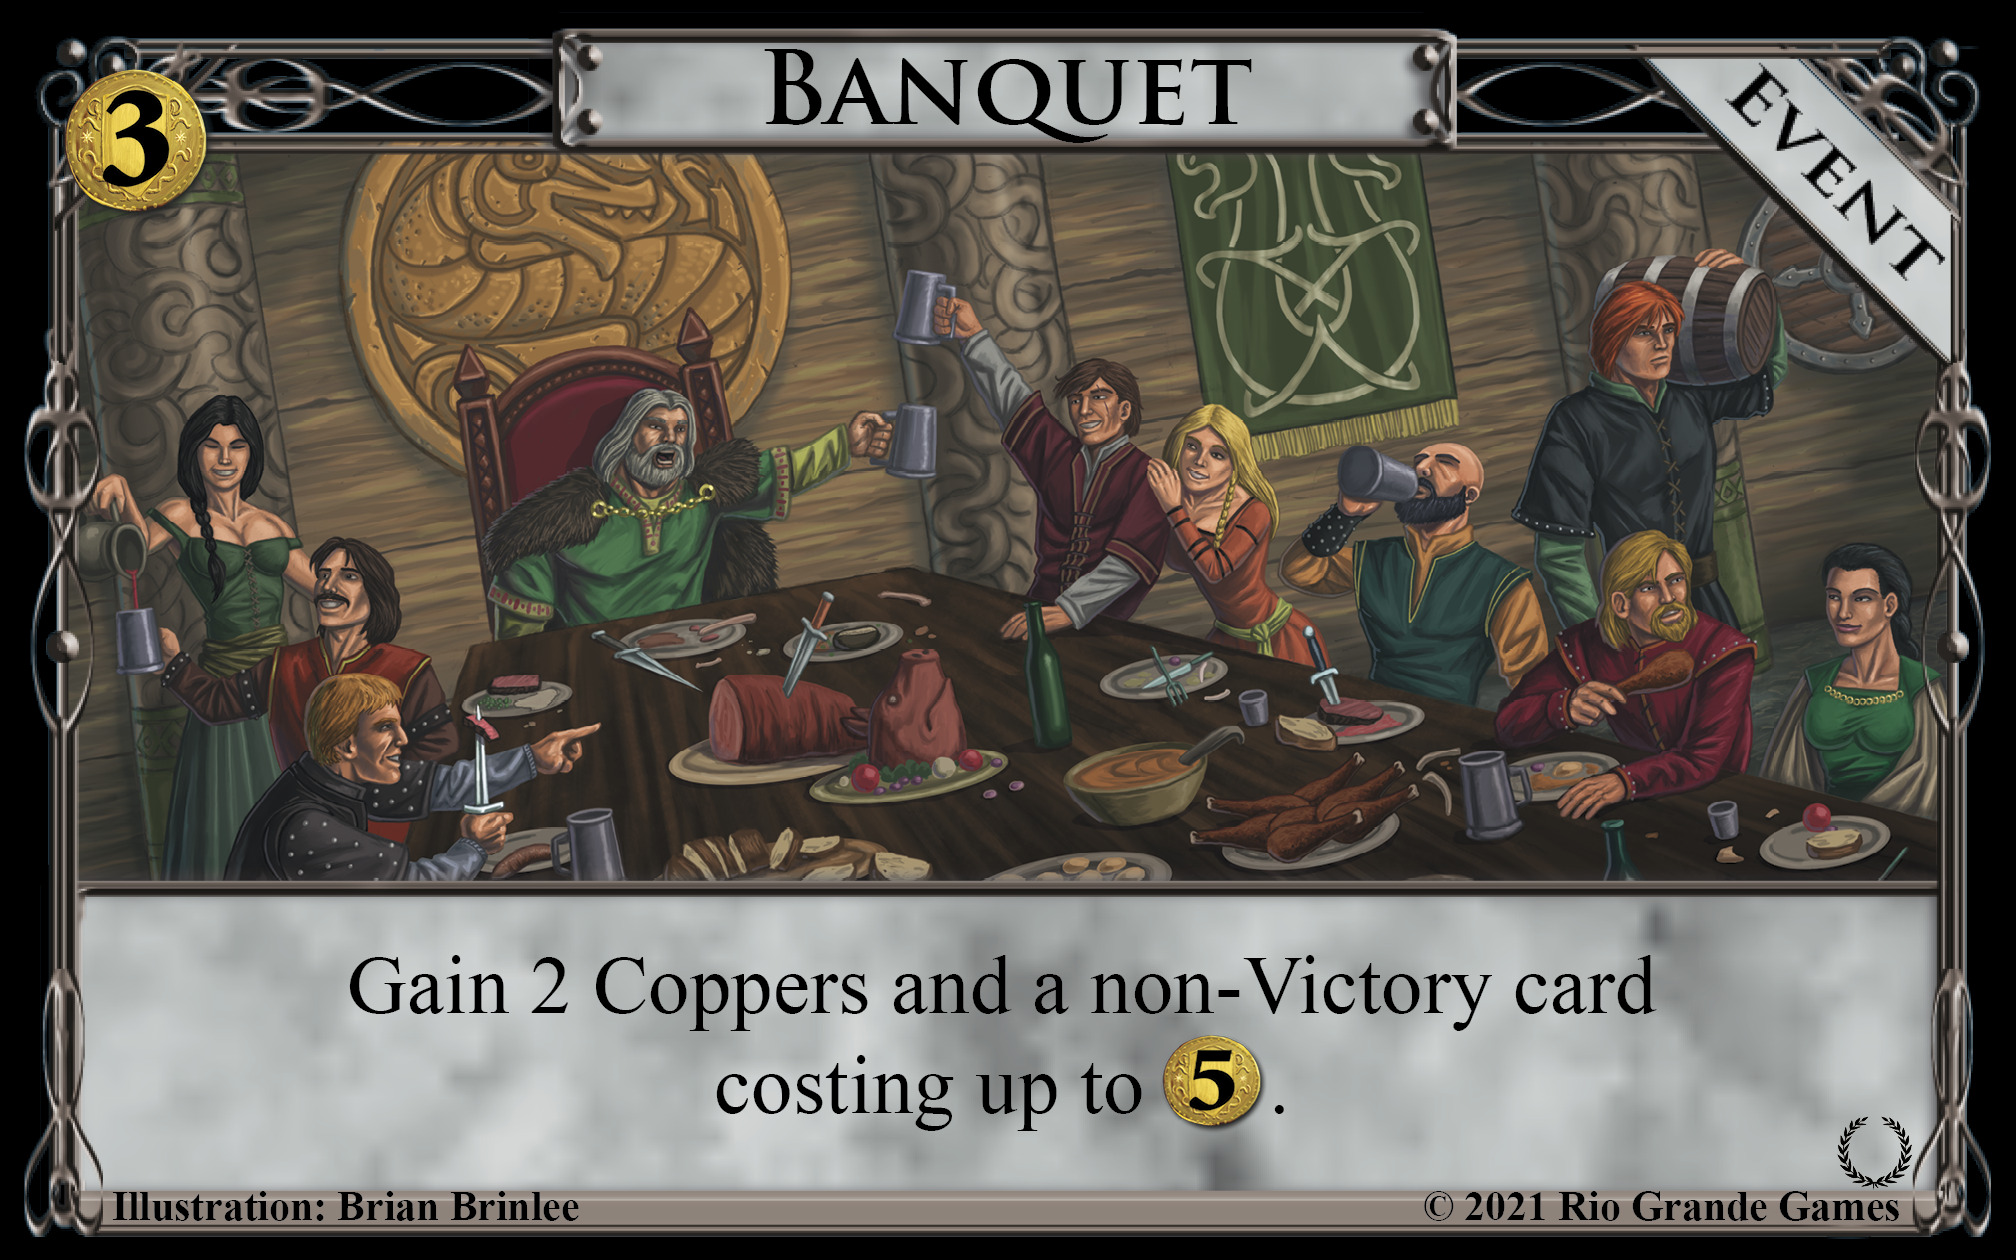 Banquet
3
Event
Gain 2 Coppers and a non-Victory card
costing up to 5.
Illustration: Brian Brinlee
© 2021 Rio Grande Games